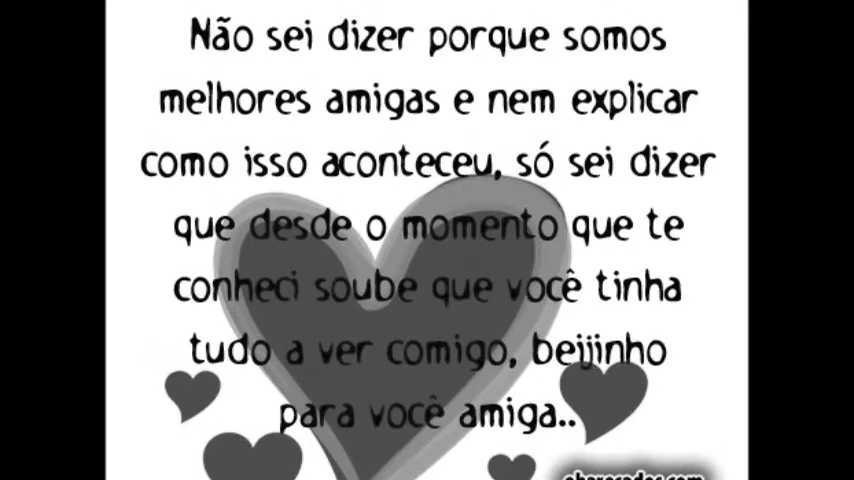 Não sei dizer porque somos
melhores amigas e nem explicar
como isso aconteceu, só sei dizer
que desde o momento que te
conheci soube que você tinha
tudo a ver comigo, beijinho
para você amiga..